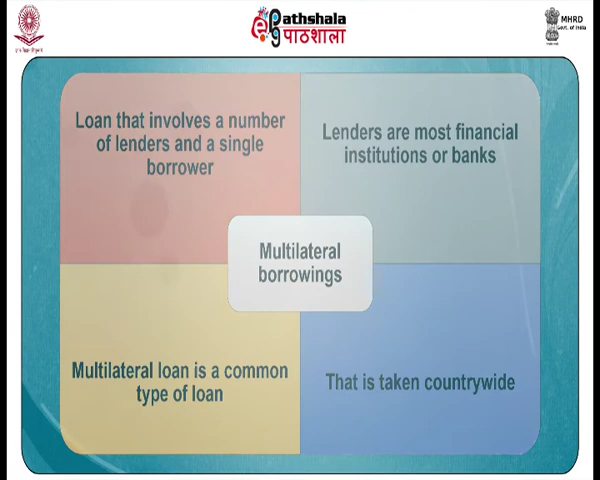 Pathshala
पाठशाला
MHRD
Govt. of India
Loan that involves a number
of lenders and a single
borrower
Lenders are most financial
institutions or banks
Multilateral
borrowings
Multilateral loan is a common
type of loan
That is taken countrywide